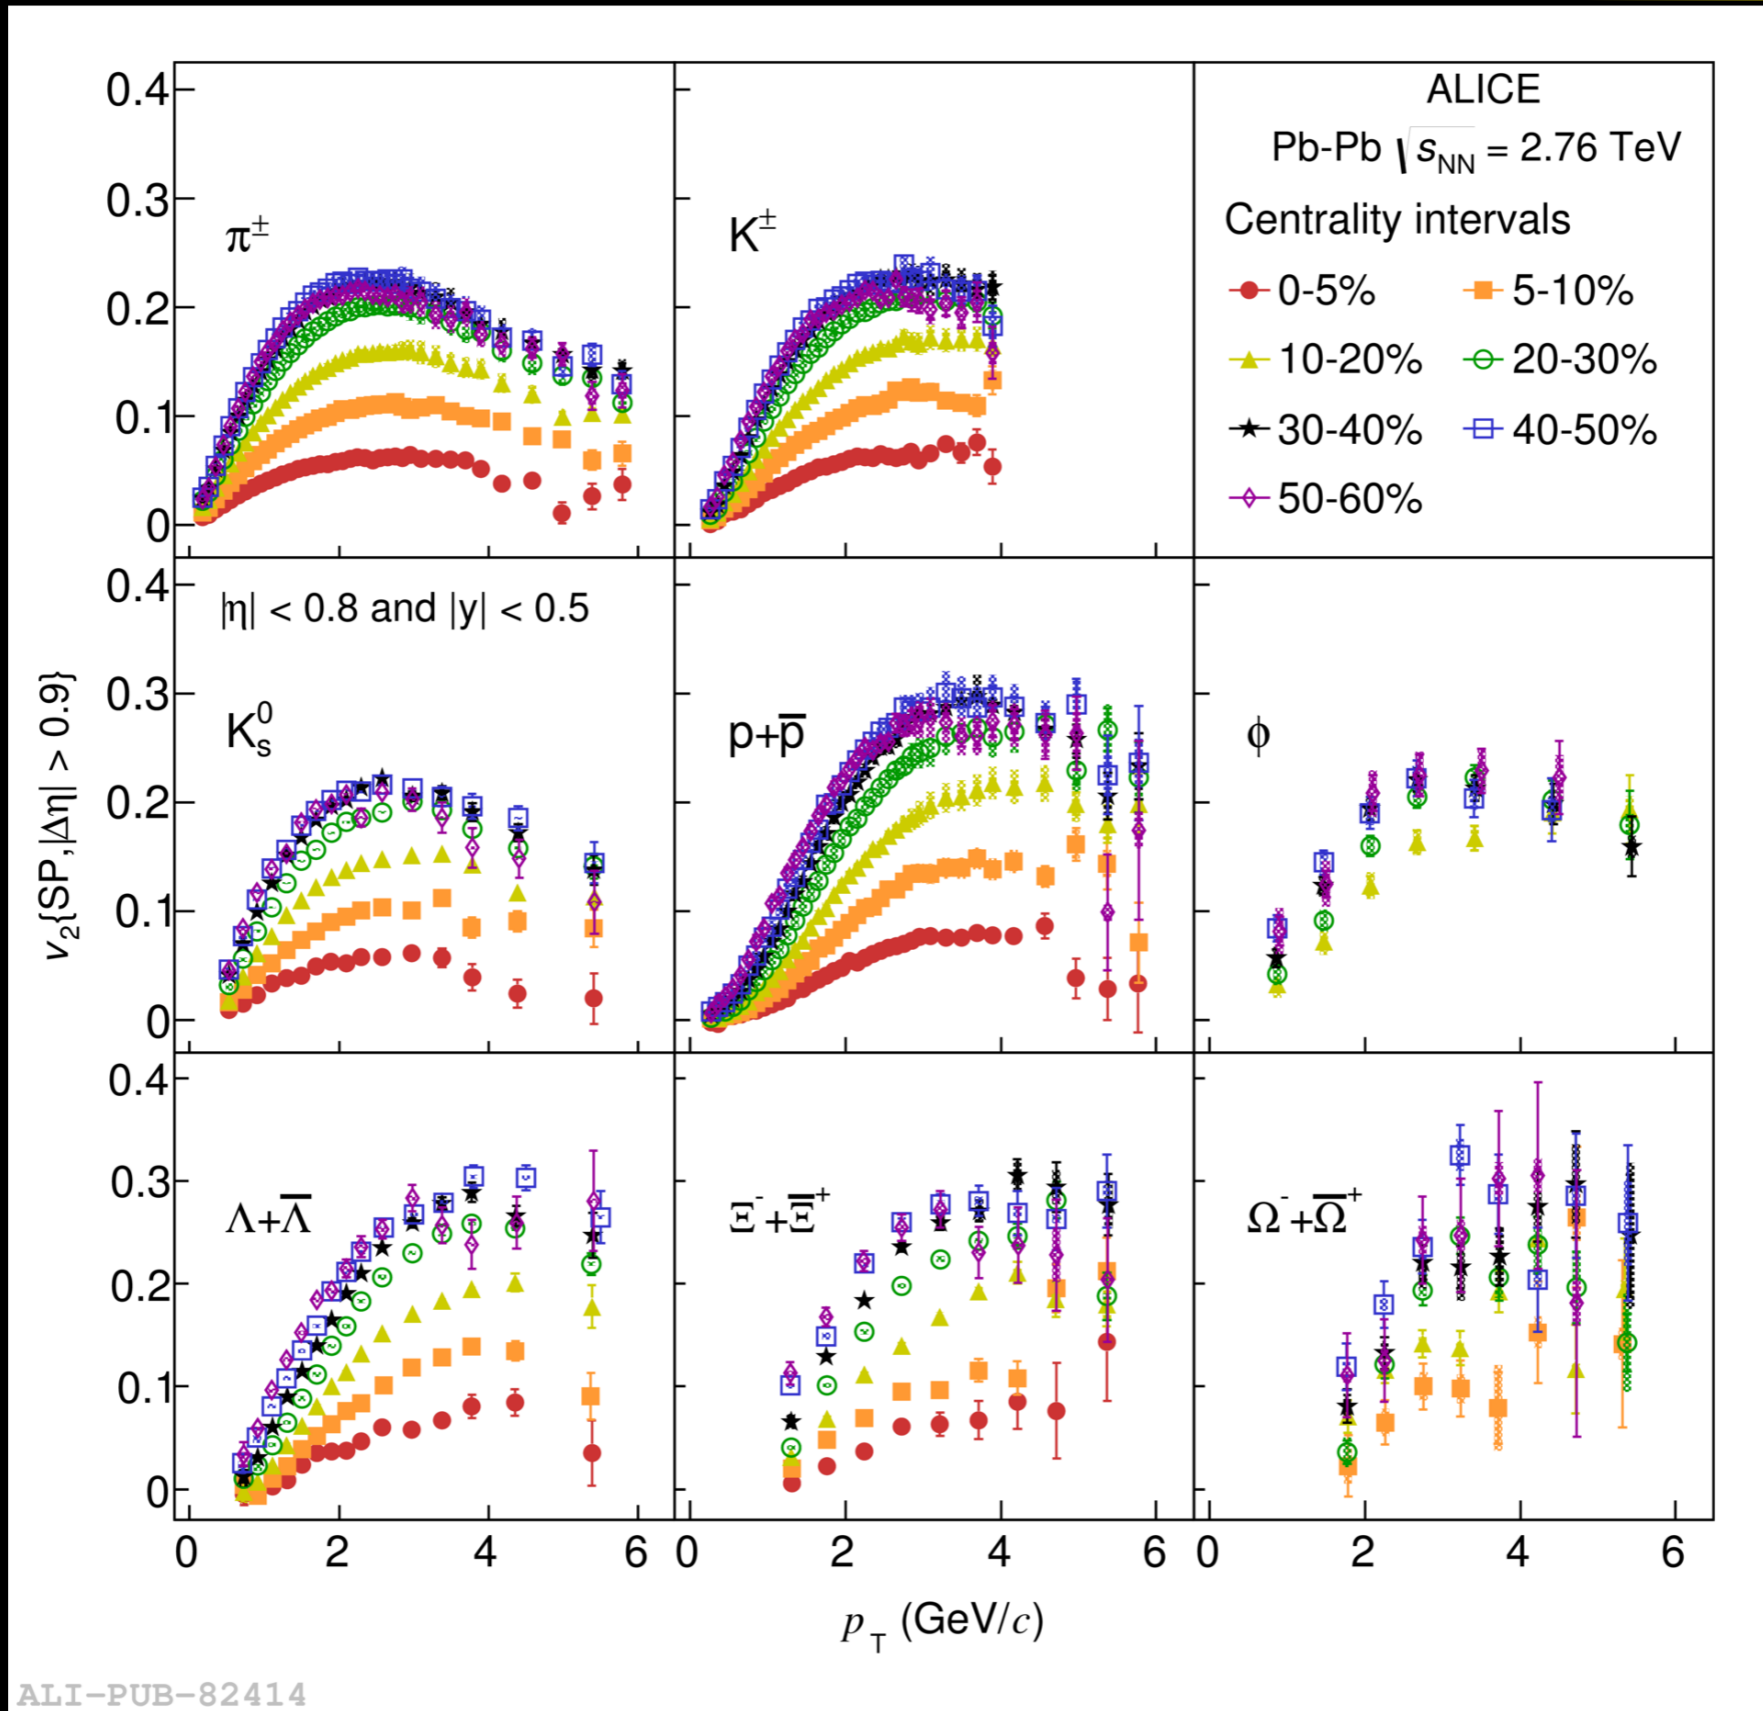 ALICE
Pb-Pb √s_NN = 2.76 TeV
Centrality intervals
0-5% 5-10%
10-20% 20-30%
30-40% 40-50%
50-60%
π±
K±
0.4
0.3
0.2
0.1
0
|η| < 0.8 and |y| < 0.5
K⁰s
p+p̅
ϕ
0.4
0.3
0.2
0.1
0
Λ+Λ̅
Ξ⁻+Ξ̅⁺
Ω⁻+Ω̅⁺
0.4
0.3
0.2
0.1
0
v₂{SP,|Δη| > 0.9}
0 2 4 6 0 2 4 6 0 2 4 6
p_T (GeV/c)
ALI-PUB-82414